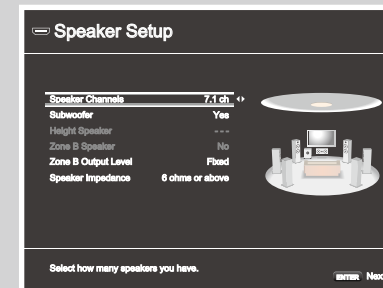 Speaker Setup
Speaker Channels 7.1 ch
Subwoofer Yes
Height Speaker ---
Zone B Speaker No
Zone B Output Level Fixed
Speaker Impedance 6 ohms or above
Select how many speakers you have.
ENTER Next